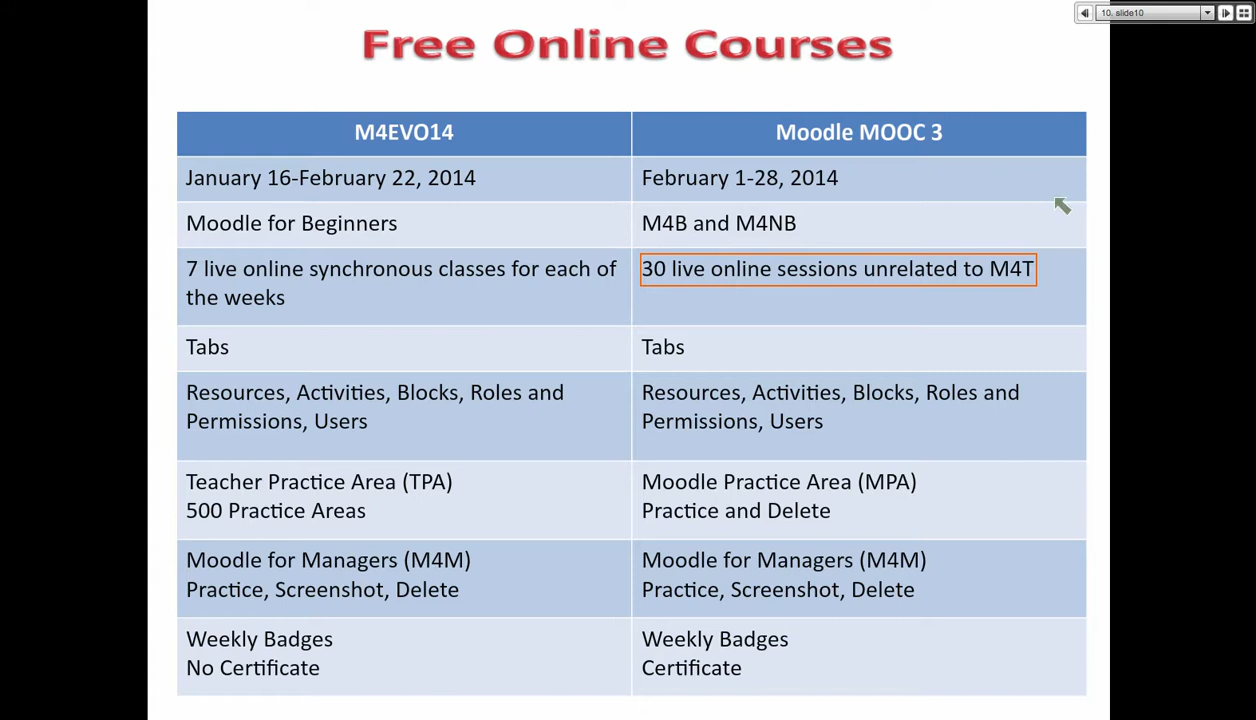 10. slide10
Free Online Courses
M4EVO14
Moodle MOOC 3
January 16-February 22, 2014
February 1-28, 2014
Moodle for Beginners
M4B and M4NB
7 live online synchronous classes for each of
the weeks
30 live online sessions unrelated to M4T
Tabs
Tabs
Resources, Activities, Blocks, Roles and
Permissions, Users
Resources, Activities, Blocks, Roles and
Permissions, Users
Teacher Practice Area (TPA)
500 Practice Areas
Moodle Practice Area (MPA)
Practice and Delete
Moodle for Managers (M4M)
Practice, Screenshot, Delete
Moodle for Managers (M4M)
Practice, Screenshot, Delete
Weekly Badges
No Certificate
Weekly Badges
Certificate